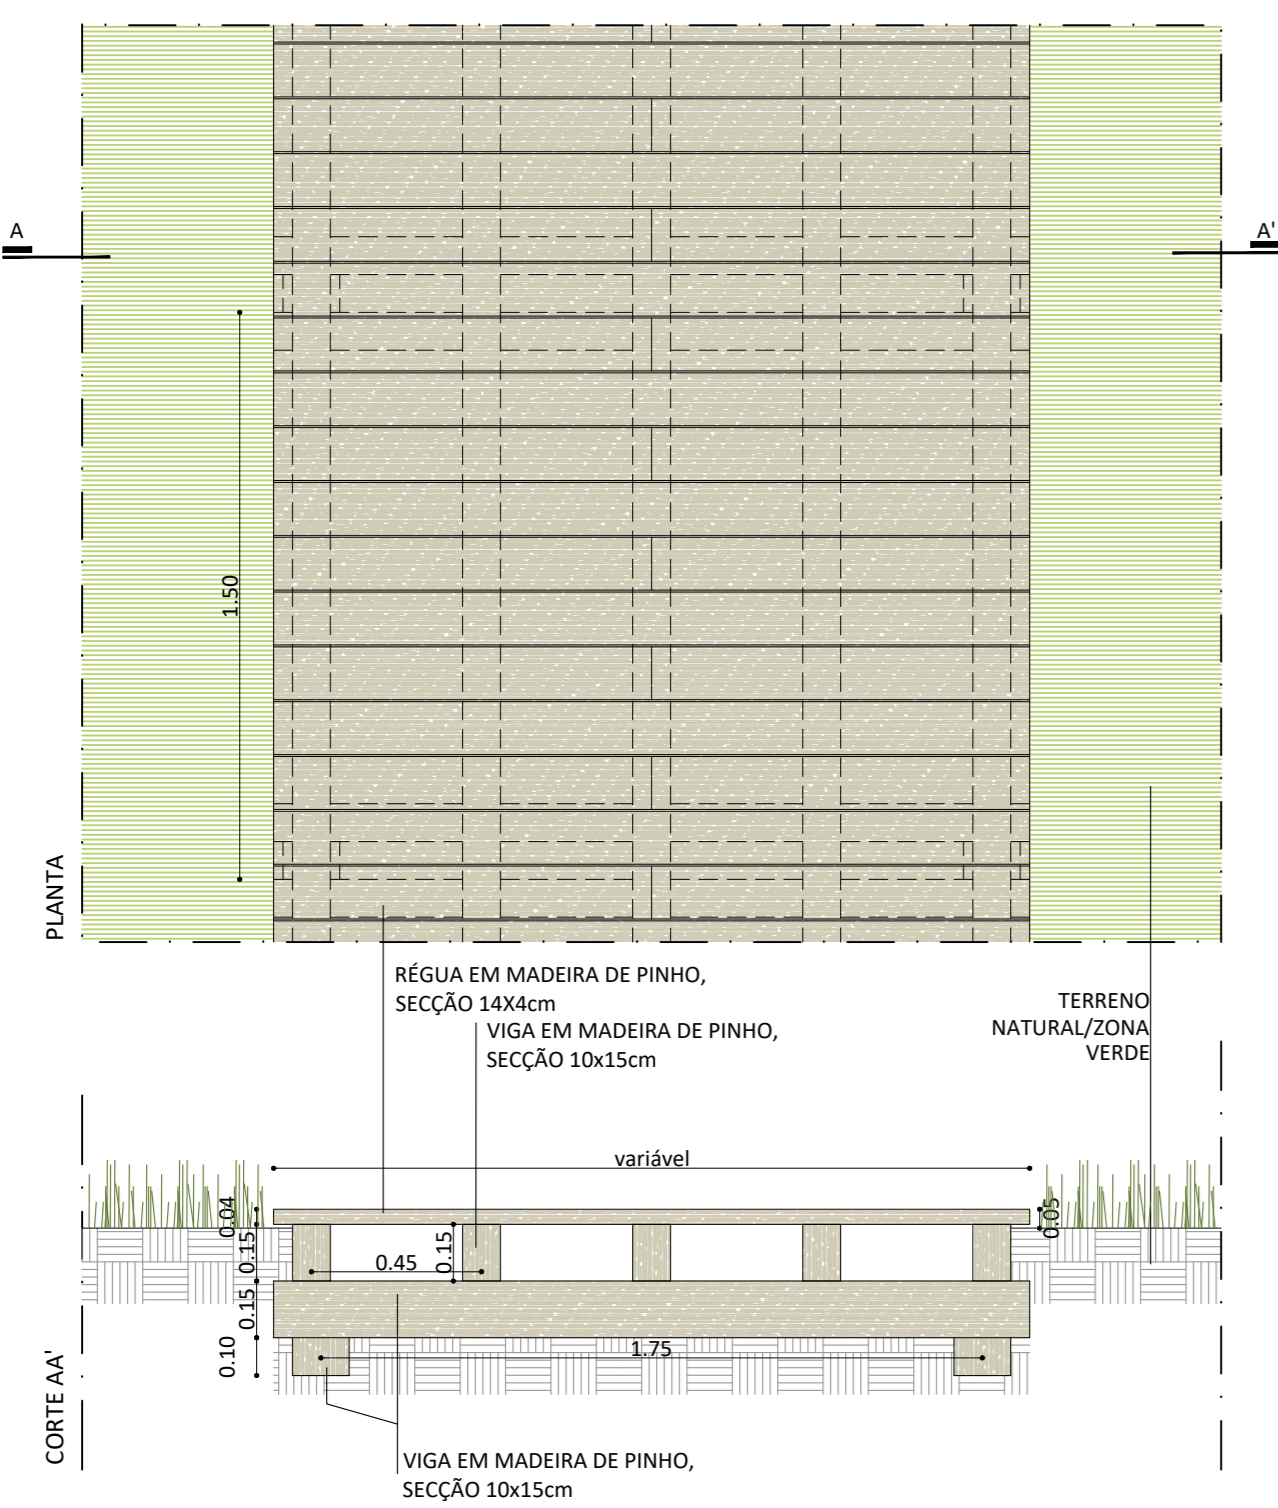 A
A'
1.50
PLANTA
RÉGUA EM MADEIRA DE PINHO,
SECÇÃO 14X4cm
VIGA EM MADEIRA DE PINHO,
SECÇÃO 10x15cm
TERRENO
NATURAL/ZONA
VERDE
variável
0.04
0.05
0.15
0.45
0.15
0.15
0.10
1.75
CORTE AA'
VIGA EM MADEIRA DE PINHO,
SECÇÃO 10x15cm